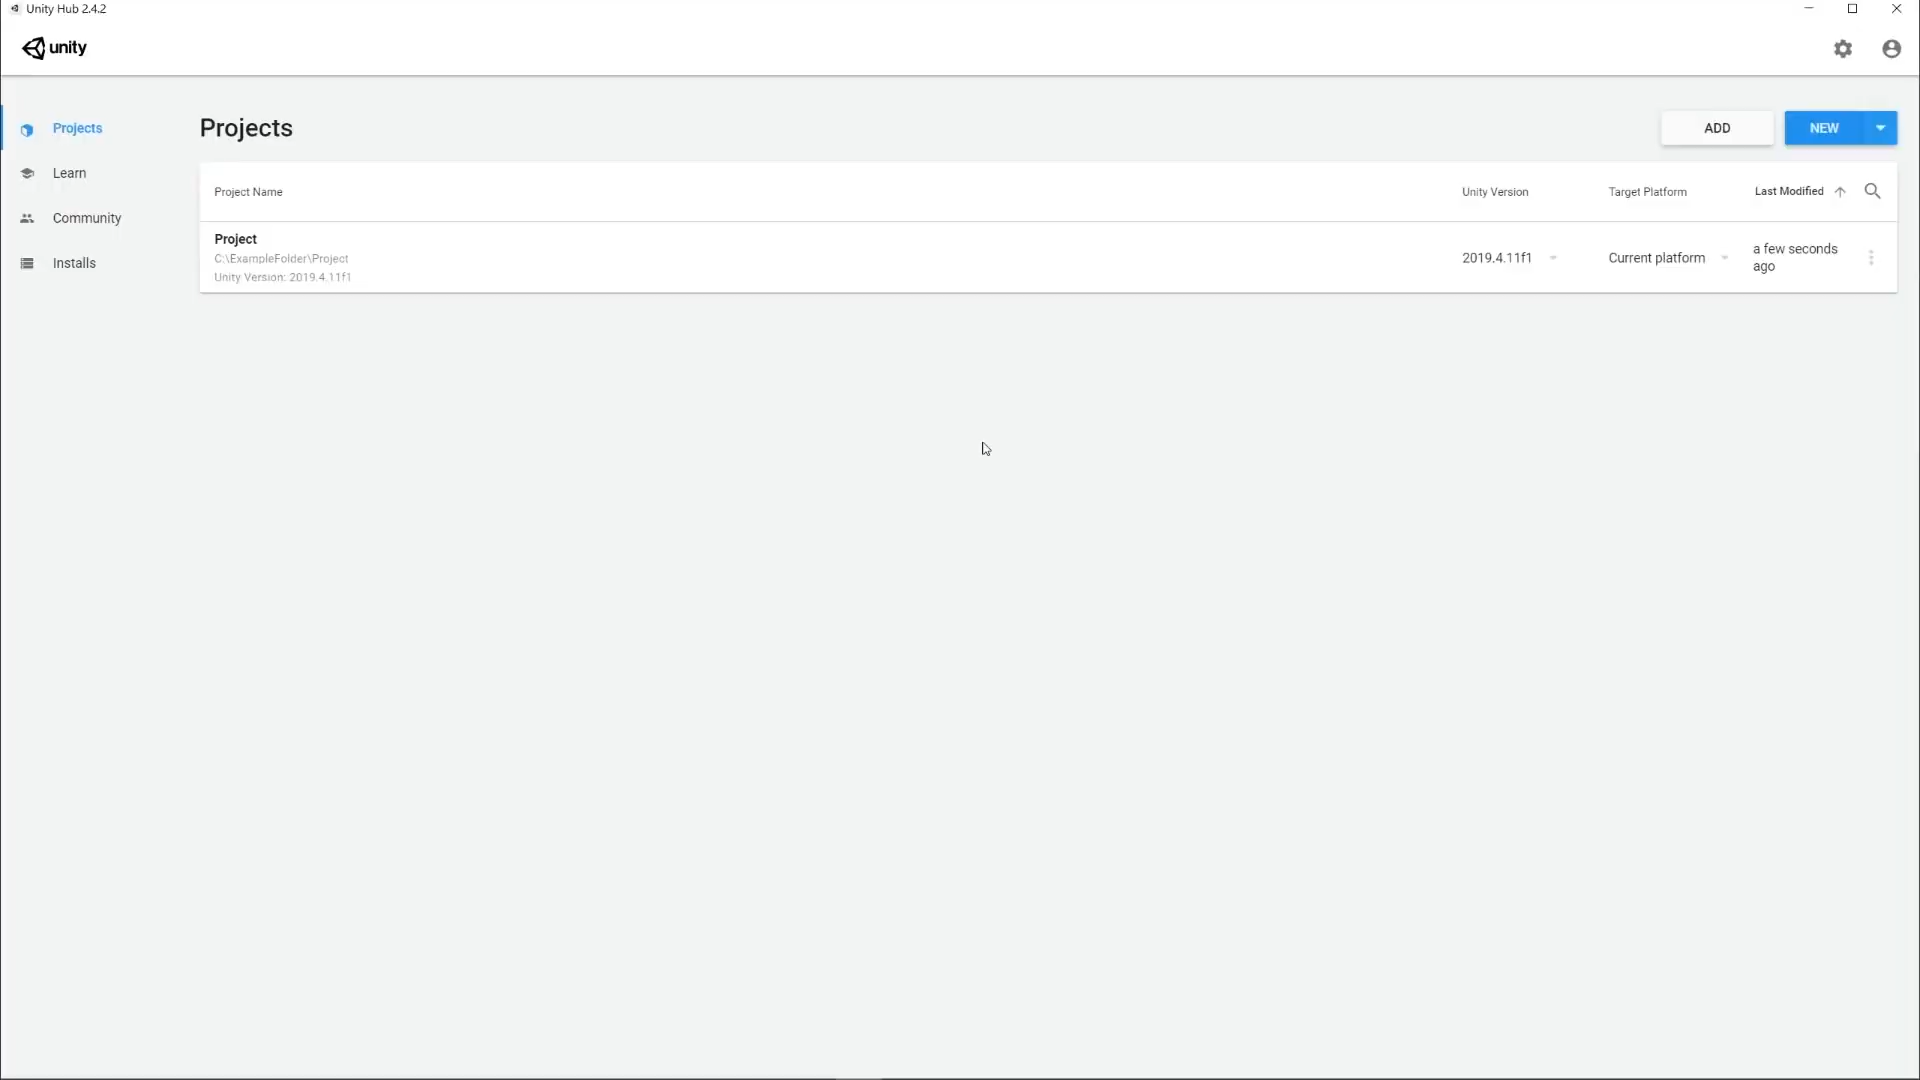 Unity Hub 2.4.2
unity
Projects
Learn
Community
Installs
Projects
ADD
NEW
Project Name
Unity Version
Target Platform
Last Modified
Project
C:\ExampleFolder\Project
Unity Version: 2019.4.11f1
2019.4.11f1
Current platform
a few seconds
ago